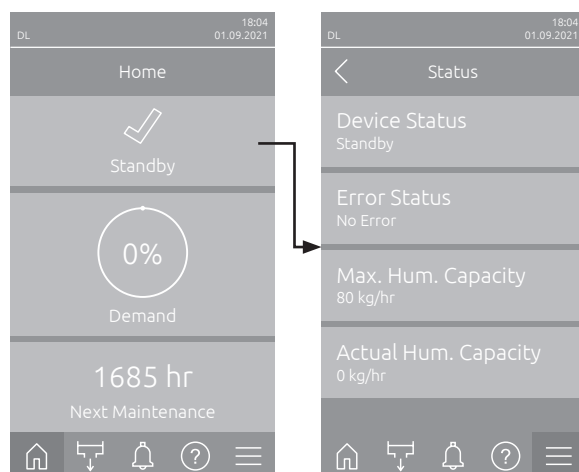 18:04
DL 01.09.2021
Home
Standby
0%
Demand
1685 hr
Next Maintenance
?
18:04
DL 01.09.2021
Status
Device Status
Standby
Error Status
No Error
Max. Hum. Capacity
80 kg/hr
Actual Hum. Capacity
0 kg/hr
?